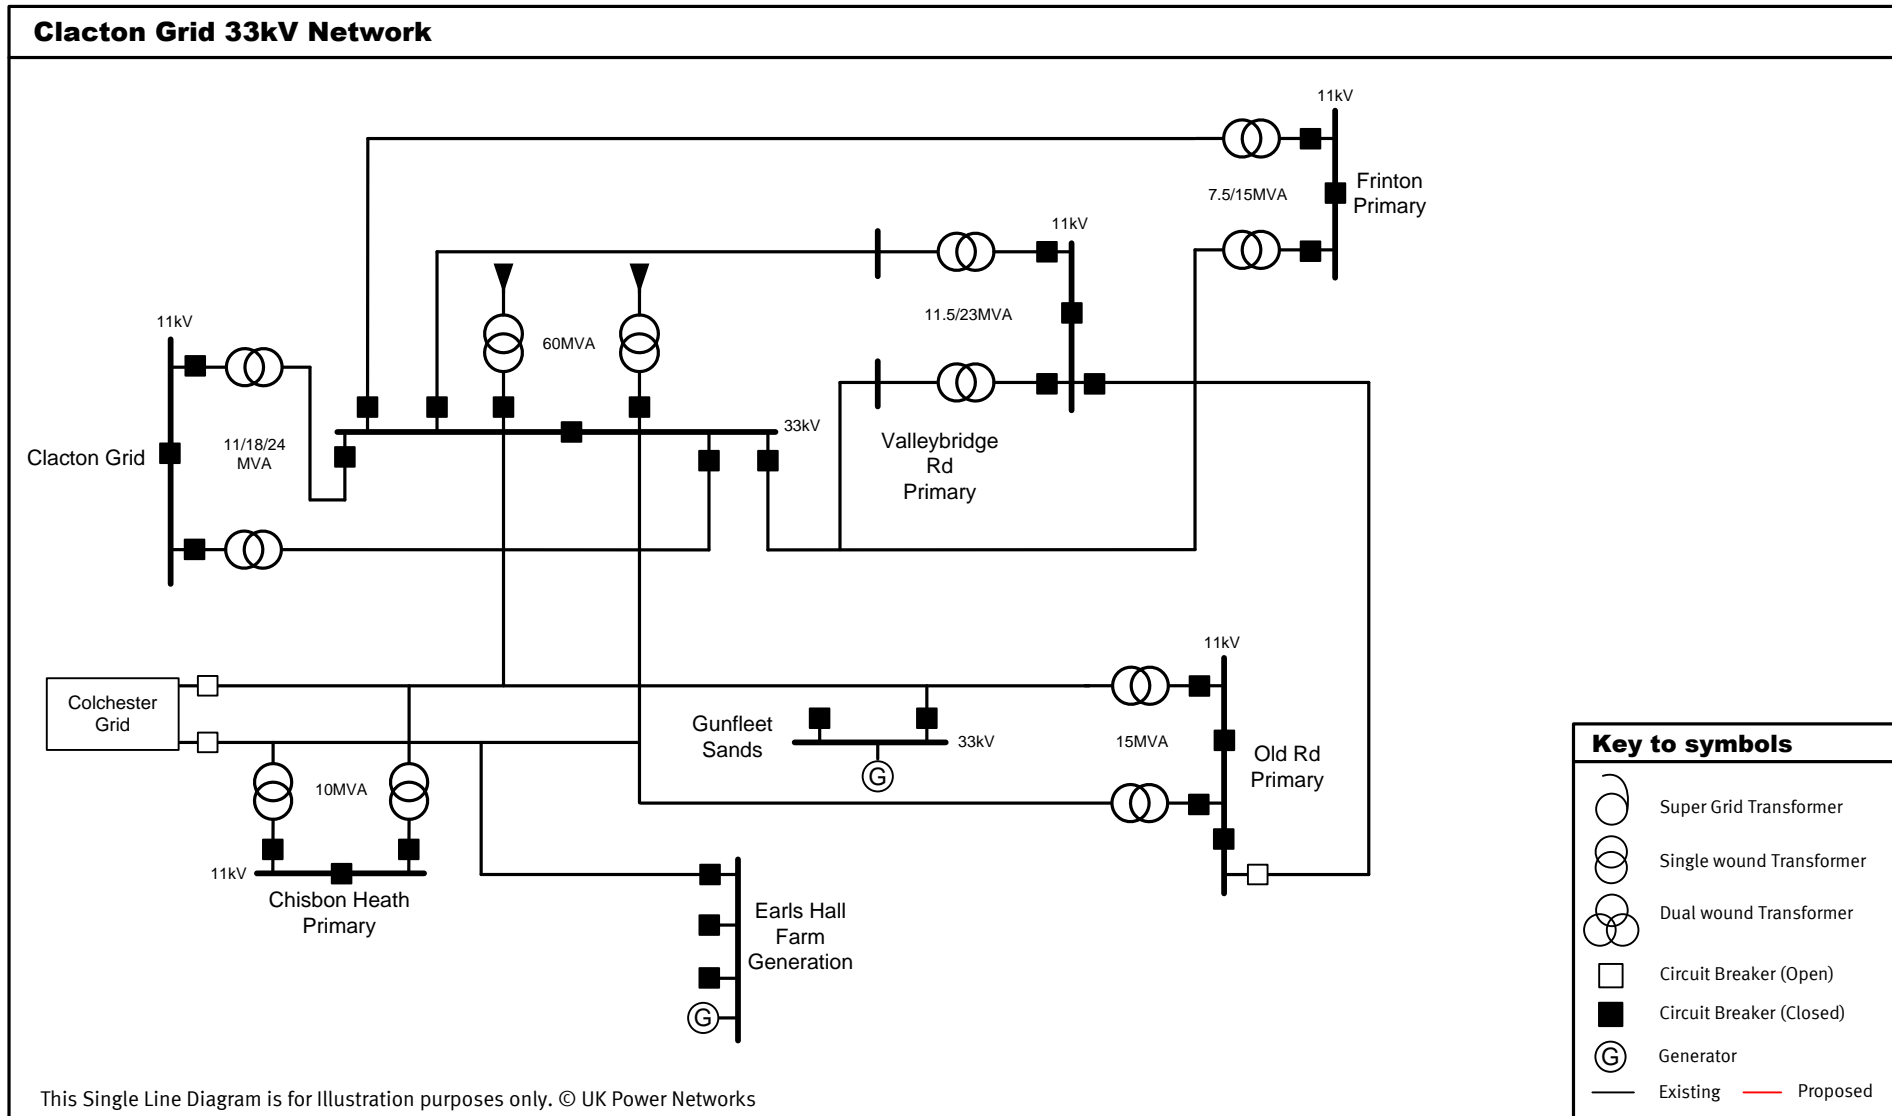 Clacton Grid 33kV Network
11kV
Frinton
Primary
7.5/15MVA
11kV
11.5/23MVA
11kV
60MVA
33kV
Valleybridge
Rd
Primary
Clacton Grid
11/18/24
MVA
11kV
Colchester
Grid
Gunfleet
Sands
33kV
G
15MVA
Old Rd
Primary
10MVA
11kV
Chisbon Heath
Primary
Earls Hall
Farm
Generation
G
Key to symbols
Super Grid Transformer
Single wound Transformer
Dual wound Transformer
Circuit Breaker (Open)
Circuit Breaker (Closed)
G Generator
Existing Proposed
This Single Line Diagram is for Illustration purposes only. © UK Power Networks